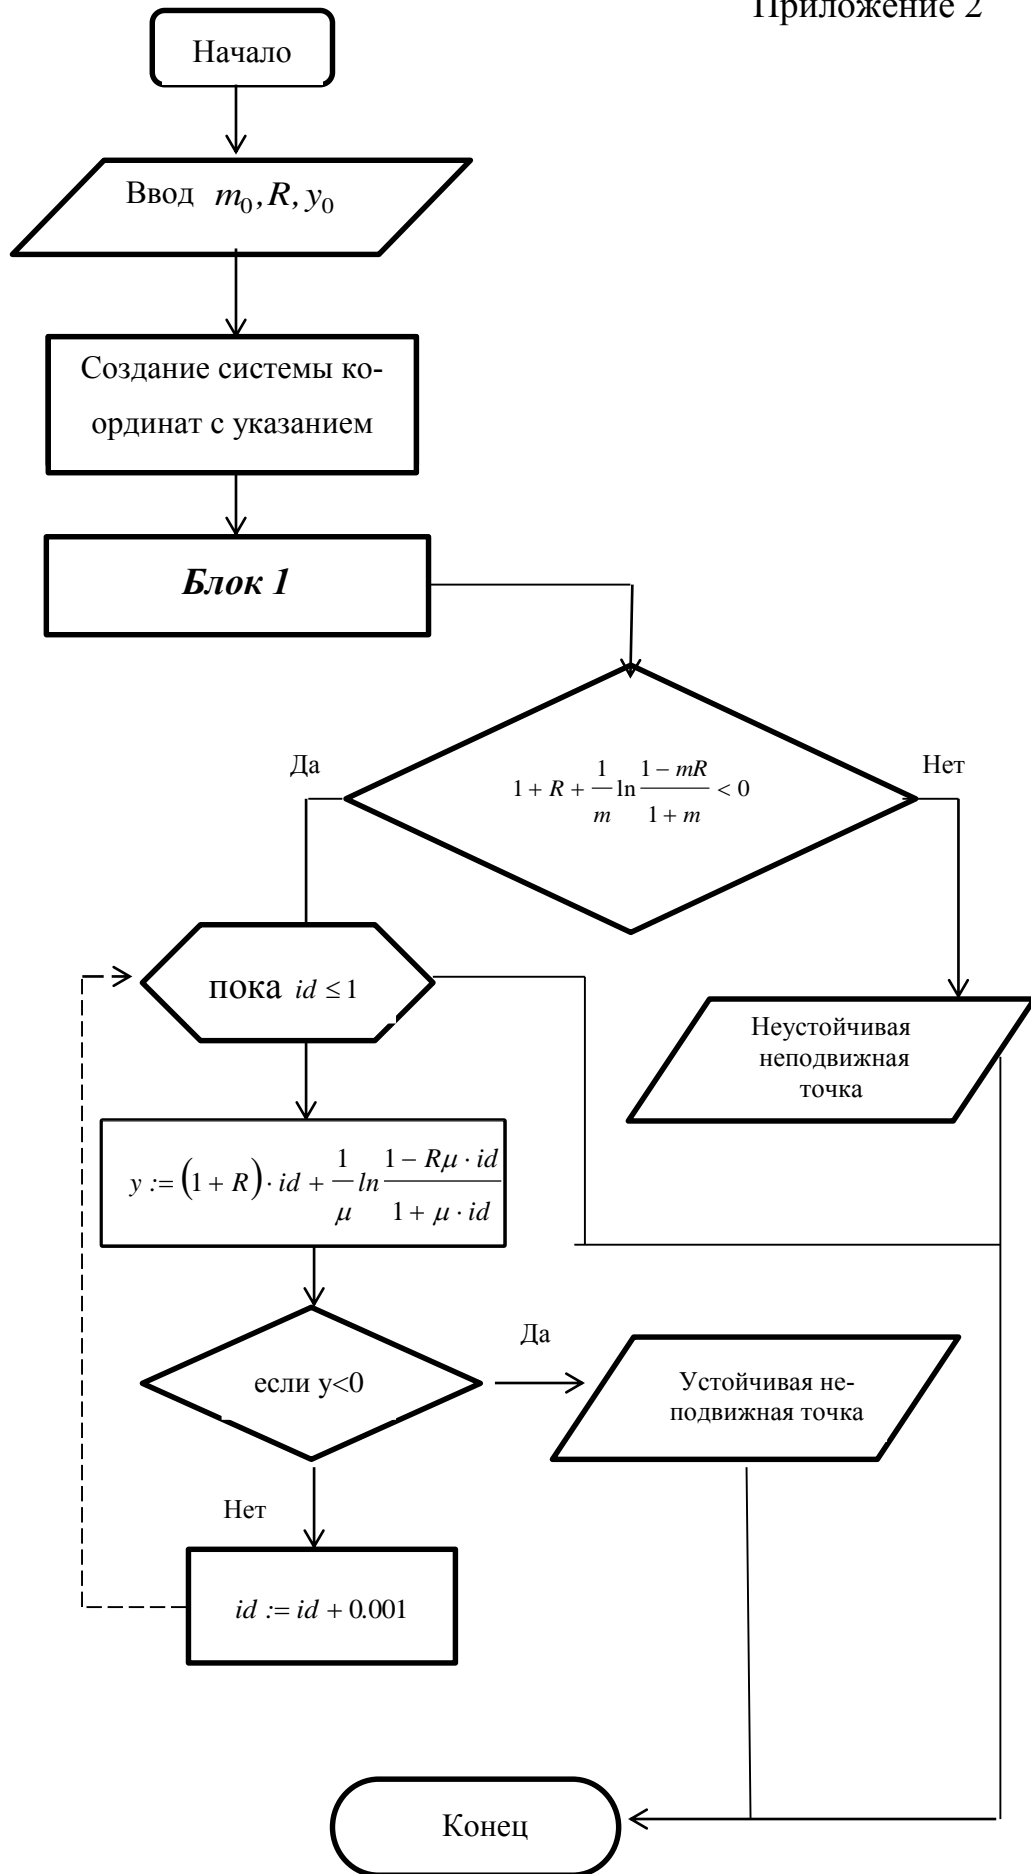 Приложение 2
Начало
Ввод m₀, R, y₀
Создание системы ко-
ординат с указанием
Блок 1
Да
Нет
1 + R + 1/m ln (1 − mR)/(1 + m) < 0
пока id ≤ 1
Неустойчивая
неподвижная
точка
y := (1 + R) · id + 1/μ ln (1 − Rμ · id)/(1 + μ · id)
Да
если y<0
Устойчивая не-
подвижная точка
Нет
id := id + 0.001
Конец